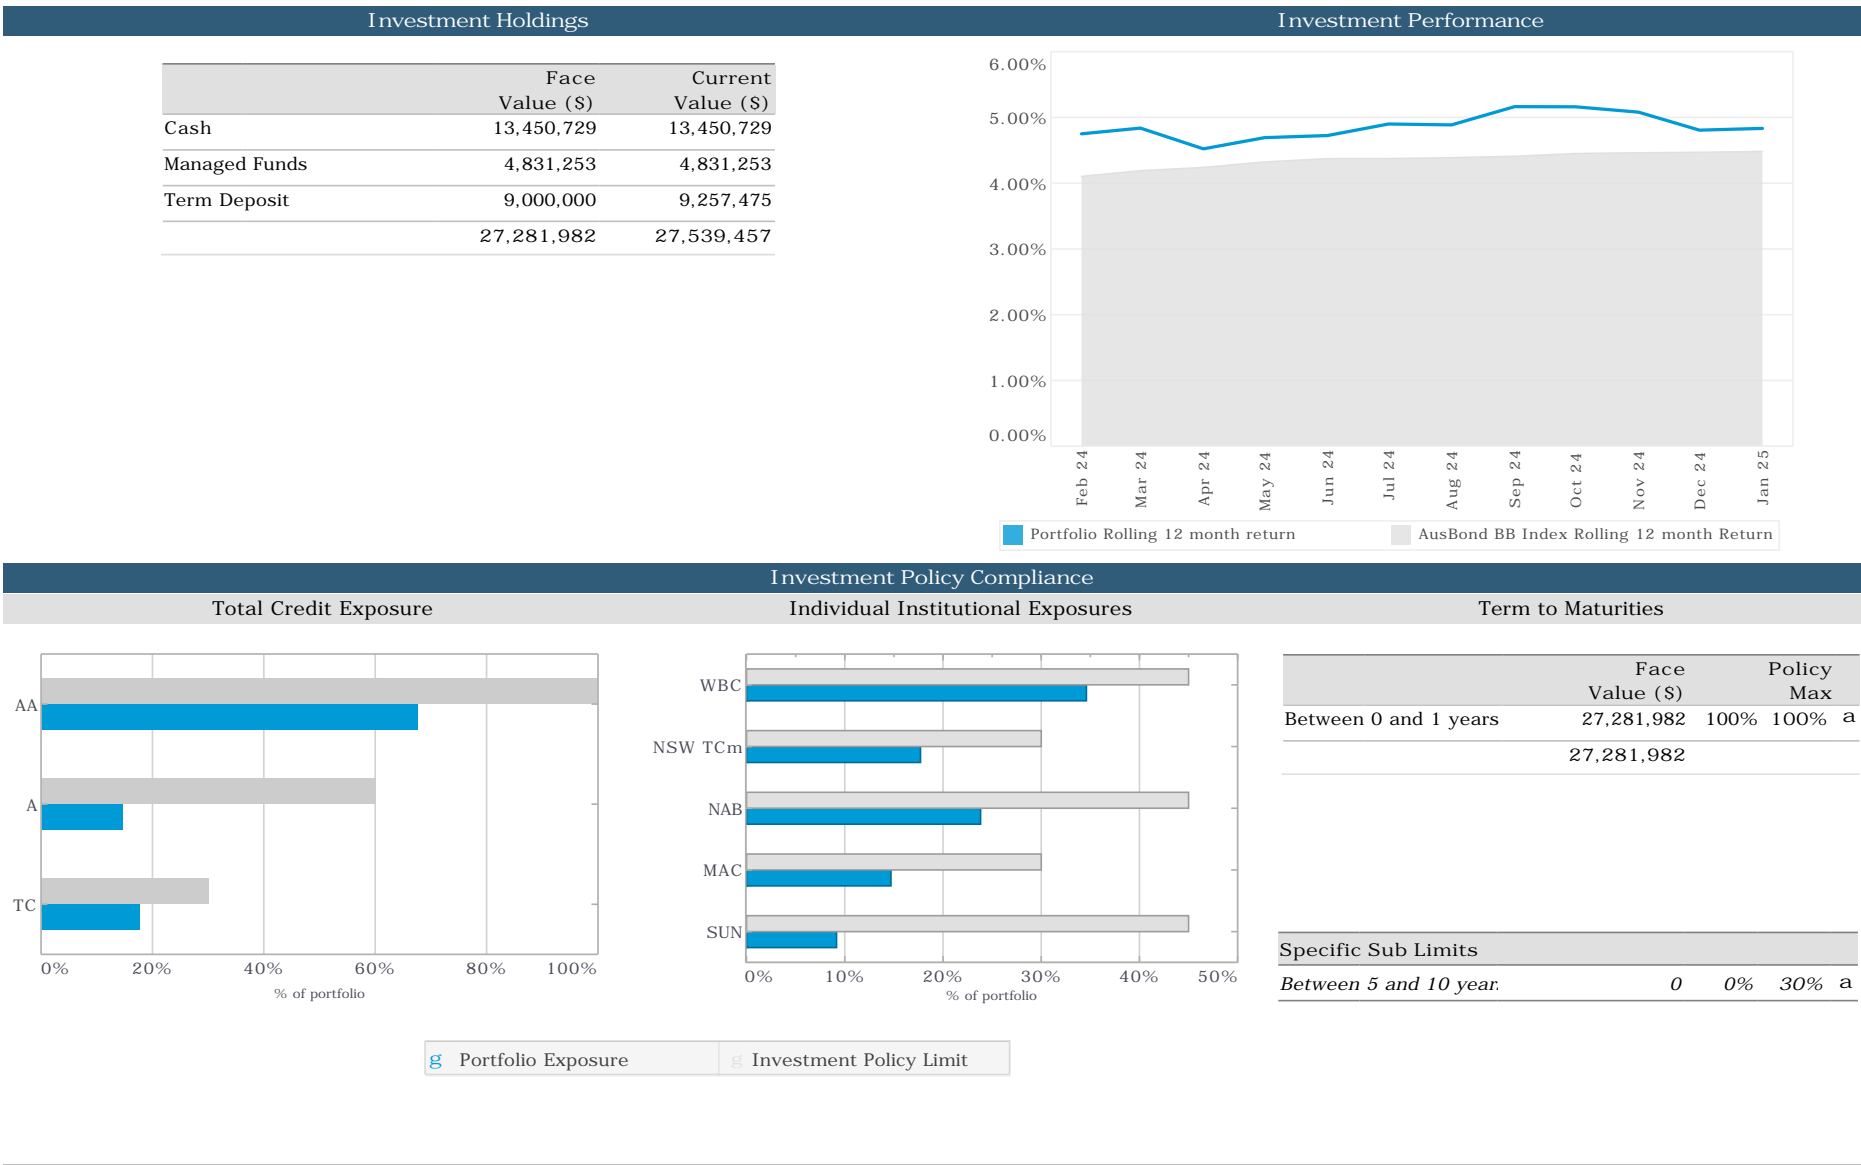 Investment Holdings
Investment Performance
Face Current
Value ($) Value ($)
Cash 13,450,729 13,450,729
Managed Funds 4,831,253 4,831,253
Term Deposit 9,000,000 9,257,475
27,281,982 27,539,457
6.00%
5.00%
4.00%
3.00%
2.00%
1.00%
0.00%
Feb 24
Mar 24
Apr 24
May 24
Jun 24
Jul 24
Aug 24
Sep 24
Oct 24
Nov 24
Dec 24
Jan 25
Portfolio Rolling 12 month return
AusBond BB Index Rolling 12 month Return
Investment Policy Compliance
Total Credit Exposure
AA
A
TC
0% 20% 40% 60% 80% 100%
% of portfolio
Individual Institutional Exposures
WBC
NSW TCm
NAB
MAC
SUN
0% 10% 20% 30% 40% 50%
% of portfolio
Term to Maturities
Face Policy
Value ($) Max
Between 0 and 1 years 27,281,982 100% 100% a
27,281,982
Specific Sub Limits
Between 5 and 10 year. 0 0% 30% a
g Portfolio Exposure
g Investment Policy Limit